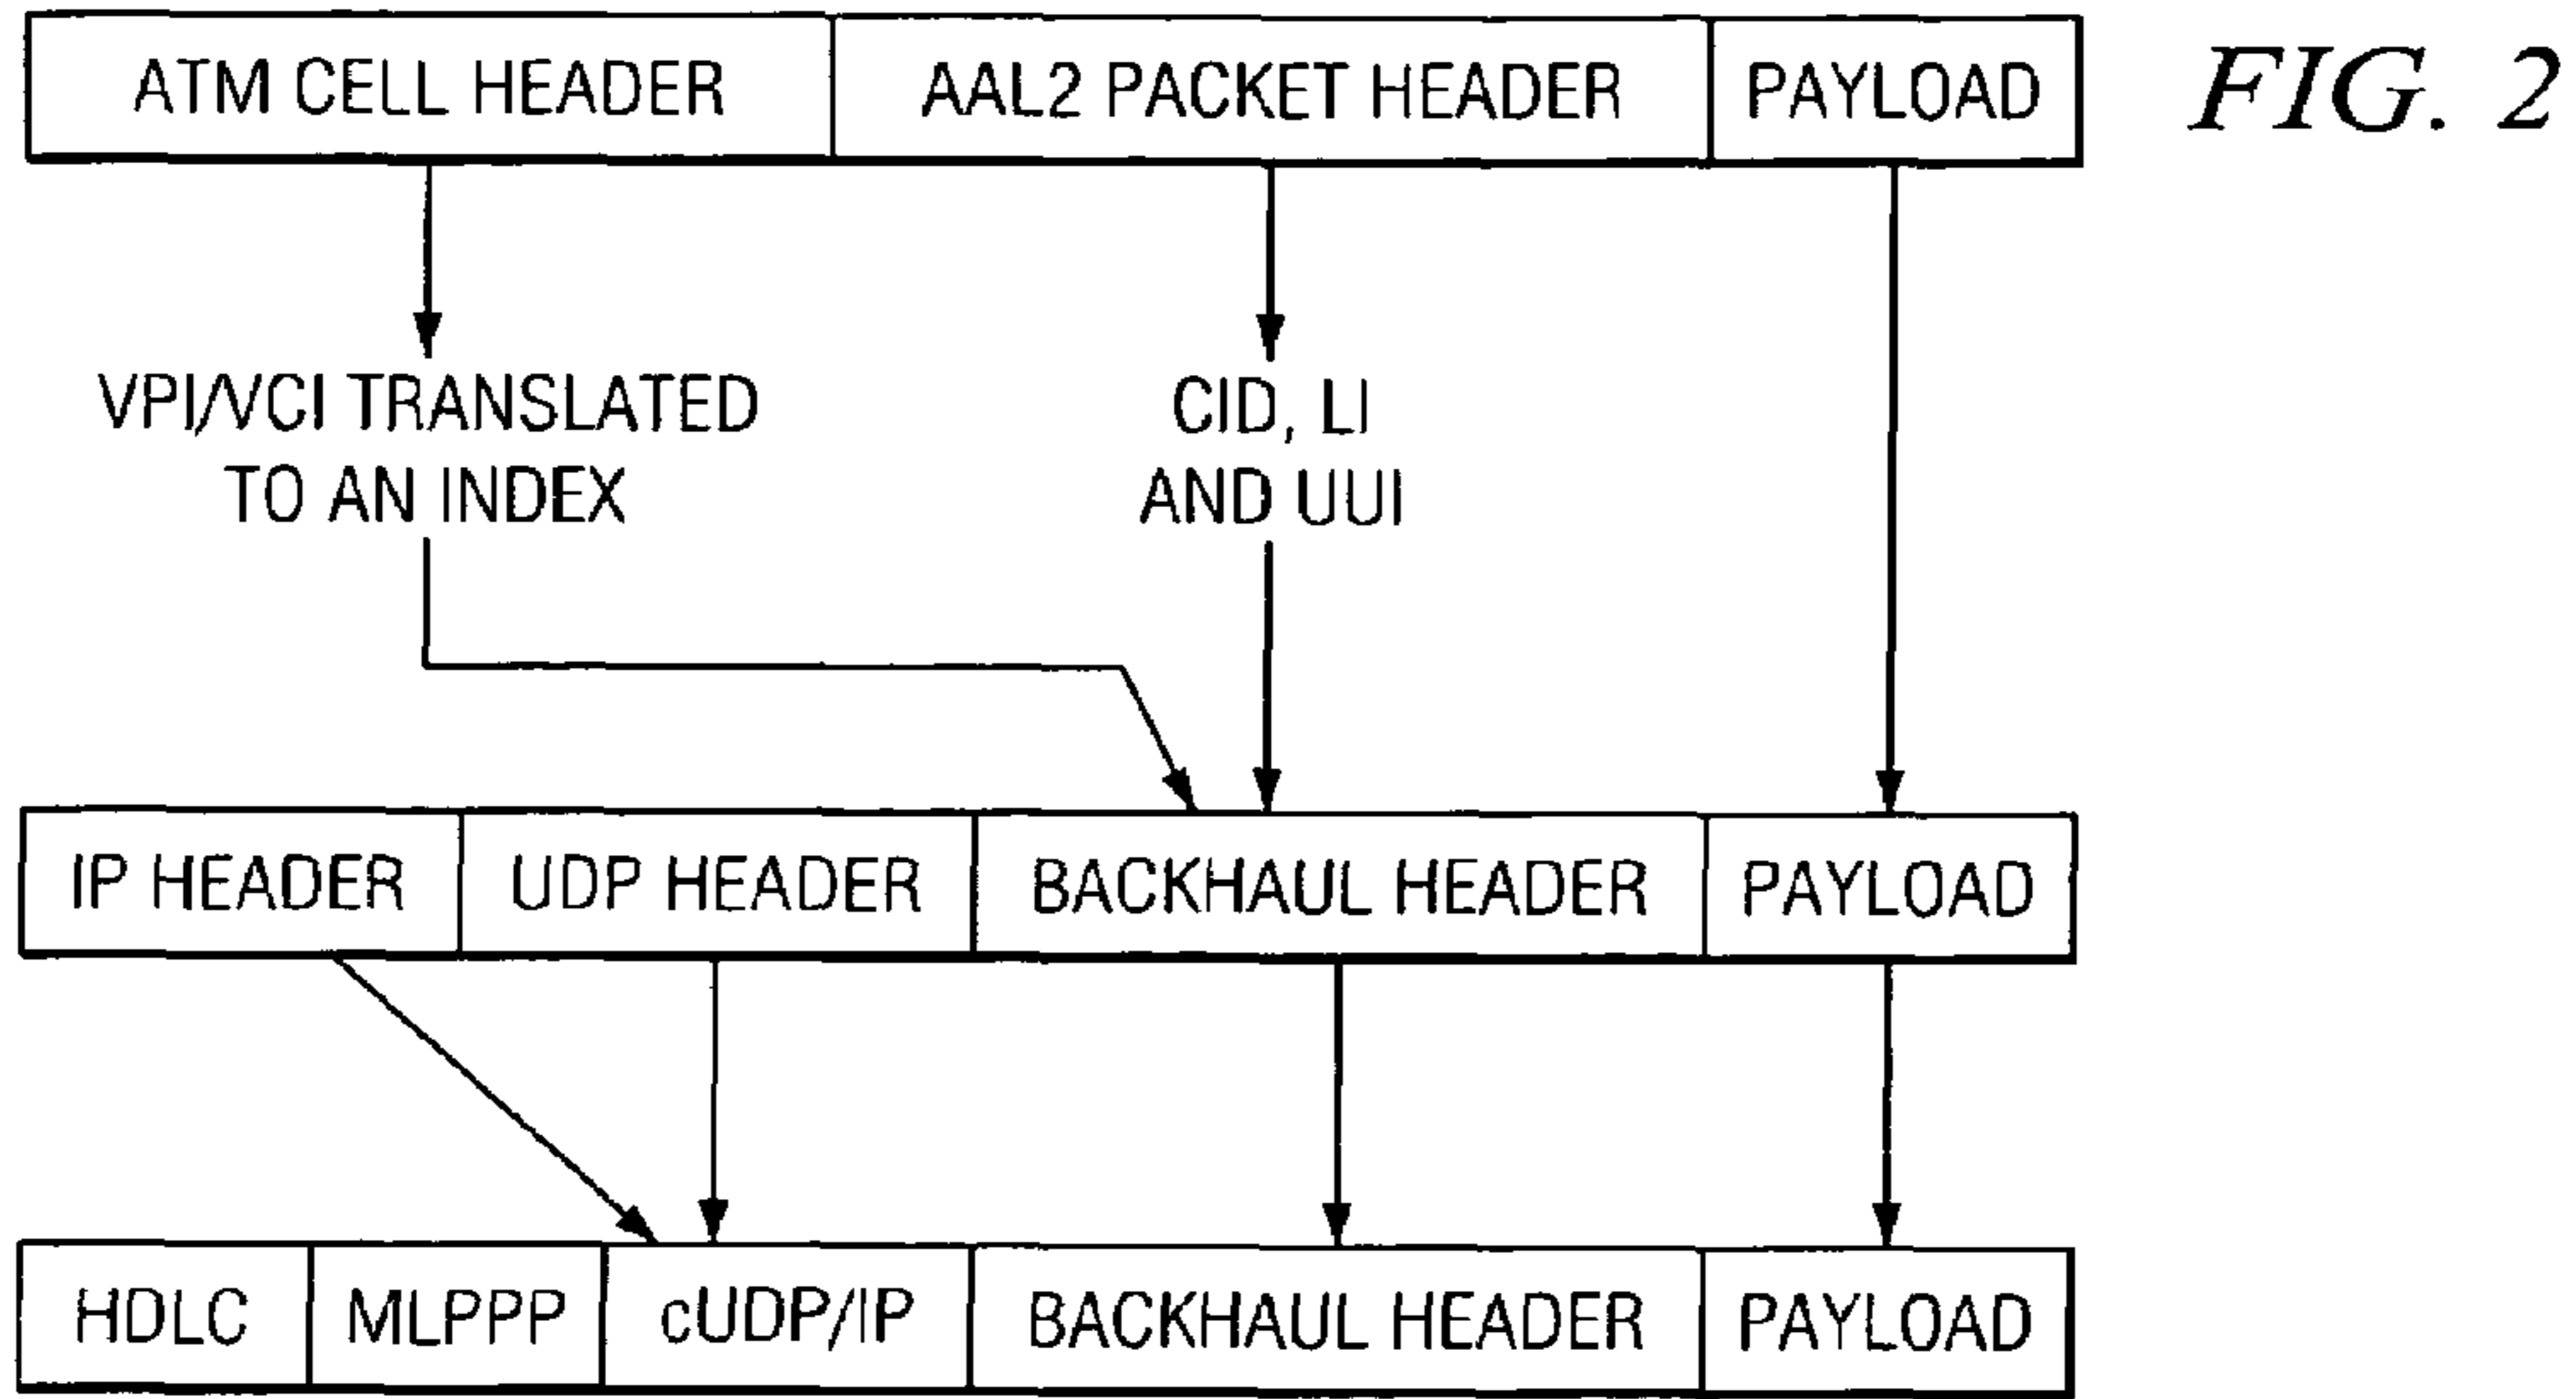 ATM CELL HEADER AAL2 PACKET HEADER PAYLOAD
FIG. 2
VPI/VCI TRANSLATED
TO AN INDEX
CID, LI
AND UUI
IP HEADER UDP HEADER BACKHAUL HEADER PAYLOAD
HDLC MLPPP cUDP/IP BACKHAUL HEADER PAYLOAD